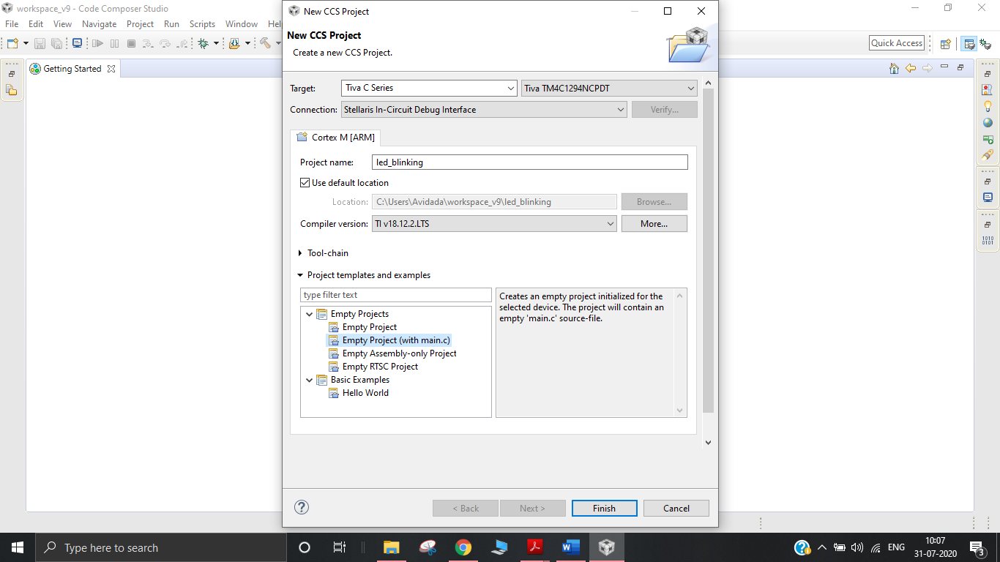 workspace_v9 - Code Composer Studio
File Edit View Navigate Project Run Scripts Window Hel
Quick Access
Getting Started
New CCS Project
New CCS Project
Create a new CCS Project.
Target: Tiva C Series Tiva TM4C1294NCPDT
Connection: Stellaris In-Circuit Debug Interface Verify...
Cortex M [ARM]
Project name: led_blinking
Use default location
Location: C:\Users\Avidada\workspace_v9\led_blinking Browse...
Compiler version: TI v18.12.2.LTS More...
Tool-chain
Project templates and examples
type filter text
Empty Projects
Empty Project
Empty Project (with main.c)
Empty Assembly-only Project
Empty RTSC Project
Basic Examples
Hello World
Creates an empty project initialized for the
selected device. The project will contain an
empty 'main.c' source-file.
< Back Next > Finish Cancel
1010
0101
Type here to search
ENG
10:07
31-07-2020
3